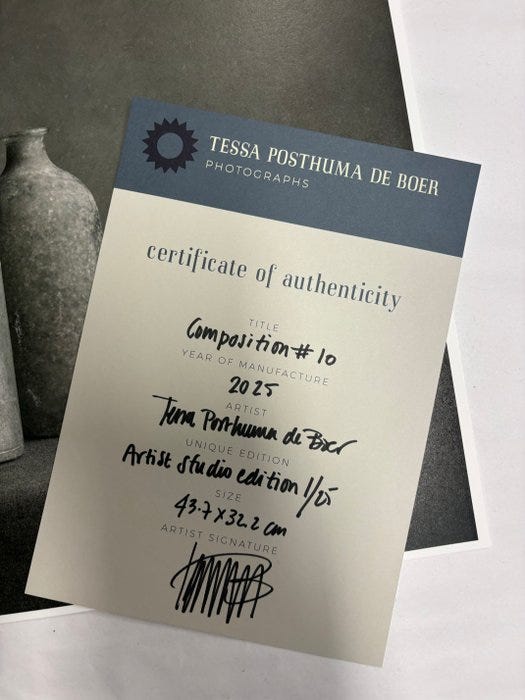 TESSA POSTHUMA DE BOER
PHOTOGRAPHS
certificate of authenticity
TITLE
Composition # 10
YEAR OF MANUFACTURE
2025
ARTIST
Tessa Posthuma de Boer
UNIQUE EDITION
Artist studio edition 1/25
SIZE
43.7 x 32.2 cm
ARTIST SIGNATURE